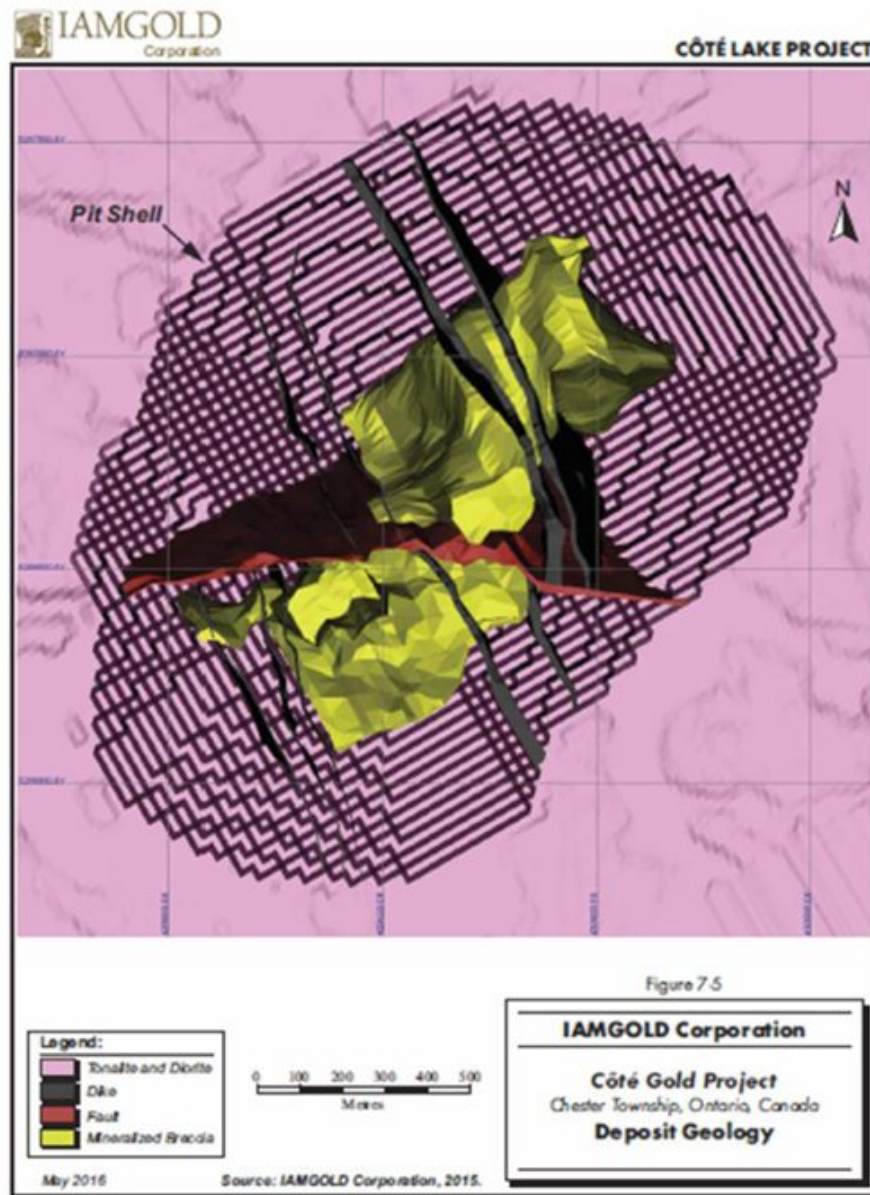 IAMGOLD
Corporation
CÔTÉ LAKE PROJECT
Pit Shell
N
Figure 7-5
IAMGOLD Corporation
Côté Gold Project
Chester Township, Ontario, Canada
Deposit Geology
Legend:
Tonalite and Diorite
Dike
Fault
Mineralized Breccia
0 100 200 300 400 500
Metres
May 2016
Source: IAMGOLD Corporation, 2015.